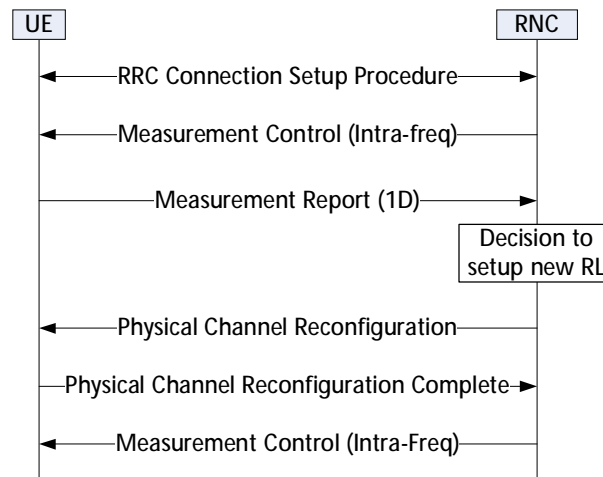 UE
RNC
RRC Connection Setup Procedure
Measurement Control (Intra-freq)
Measurement Report (1D)
Decision to
setup new RL
Physical Channel Reconfiguration
Physical Channel Reconfiguration Complete
Measurement Control (Intra-Freq)